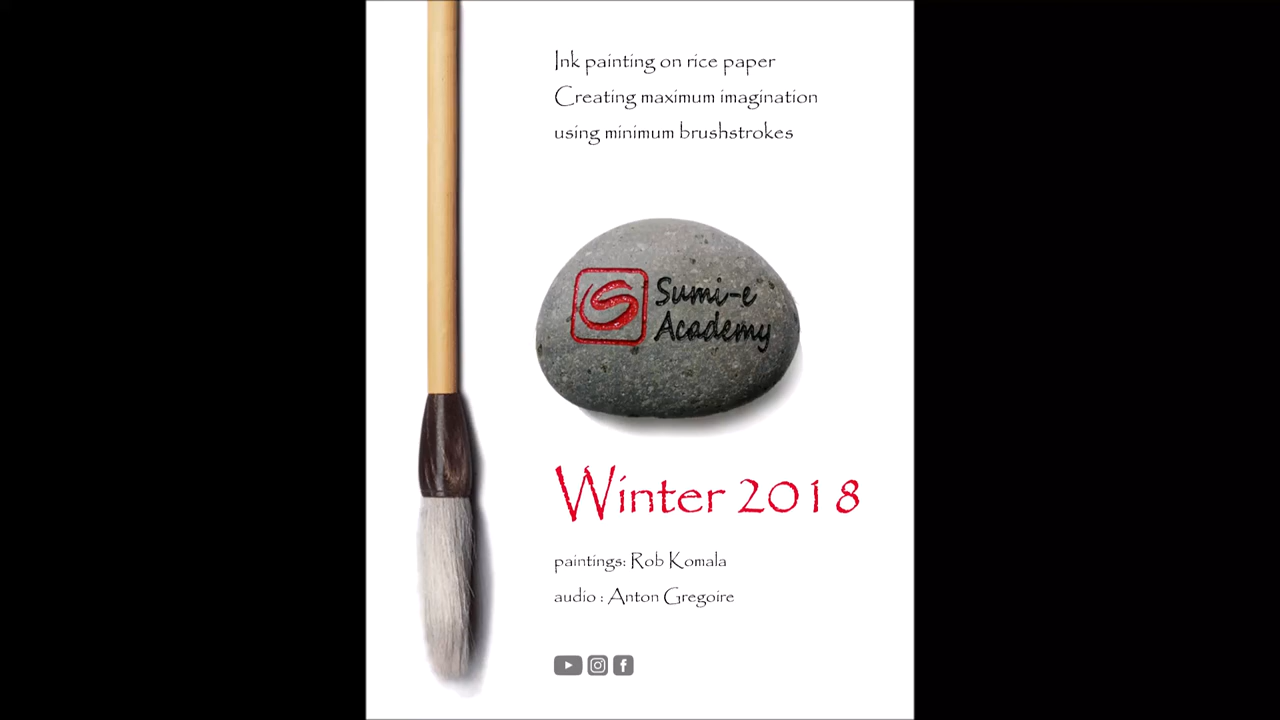 Ink painting on rice paper
Creating maximum imagination
using minimum brushstrokes
Sumi-e
Academy
Winter 2018
paintings: Rob Komala
audio : Anton Gregoire